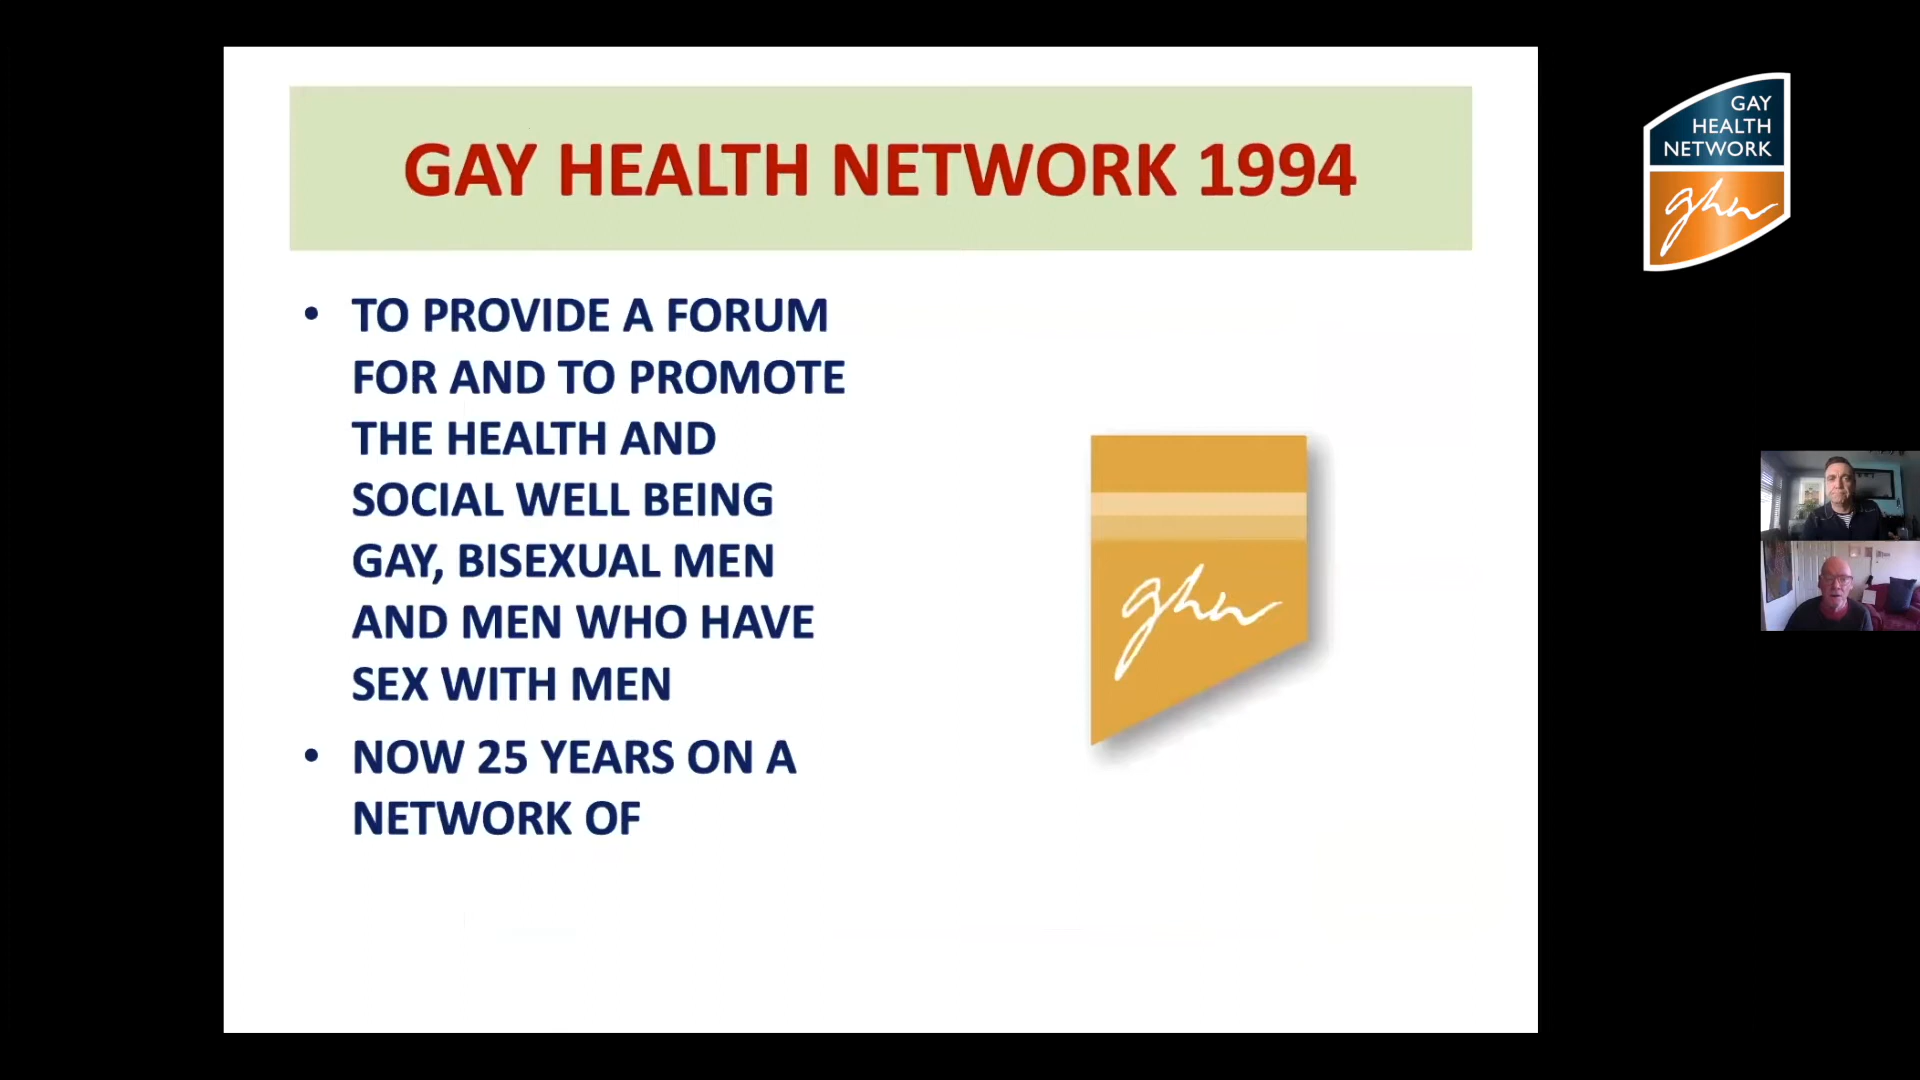 GAY HEALTH NETWORK 1994
• TO PROVIDE A FORUM
FOR AND TO PROMOTE
THE HEALTH AND
SOCIAL WELL BEING
GAY, BISEXUAL MEN
AND MEN WHO HAVE
SEX WITH MEN
• NOW 25 YEARS ON A
NETWORK OF
ghn
GAY
HEALTH
NETWORK
ghn